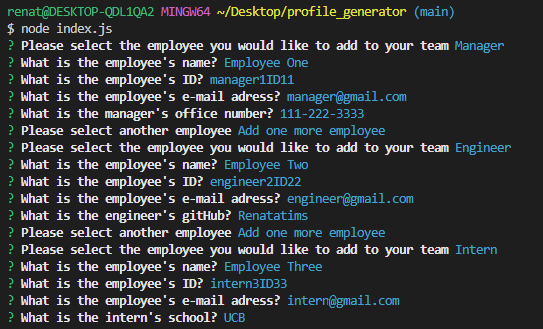 renat@DESKTOP-QDL1QA2 MINGW64 ~/Desktop/profile_generator (main)
$ node index.js
? Please select the employee you would like to add to your team Manager
? What is the employee's name? Employee One
? What is the employee's ID? manager1ID11
? What is the employee's e-mail adress? manager@gmail.com
? What is the manager's office number? 111-222-3333
? Please select another employee Add one more employee
? Please select the employee you would like to add to your team Engineer
? What is the employee's name? Employee Two
? What is the employee's ID? engineer2ID22
? What is the employee's e-mail adress? engineer@gmail.com
? What is the engineer's gitHub? Renatatims
? Please select another employee Add one more employee
? Please select the employee you would like to add to your team Intern
? What is the employee's name? Employee Three
? What is the employee's ID? intern3ID33
? What is the employee's e-mail adress? intern@gmail.com
? What is the intern's school? UCB